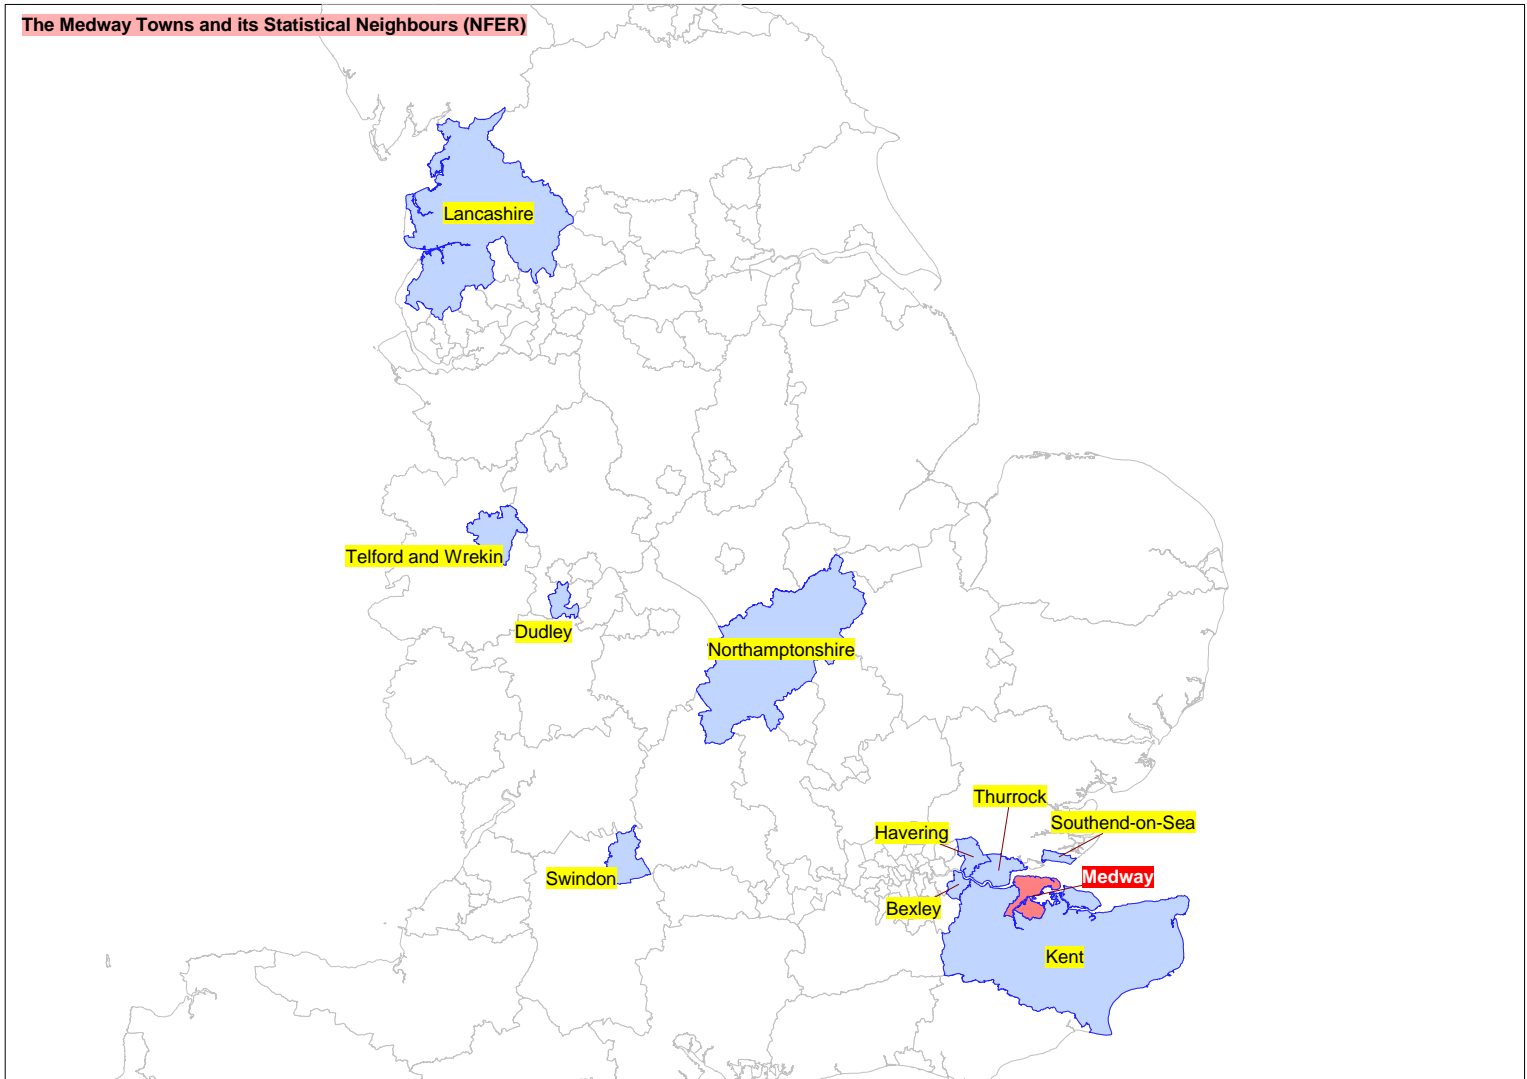 The Medway Towns and its Statistical Neighbours (NFER)
Lancashire
Telford and Wrekin
Dudley
Northamptonshire
Thurrock
Southend-on-Sea
Havering
Swindon
Medway
Bexley
Kent